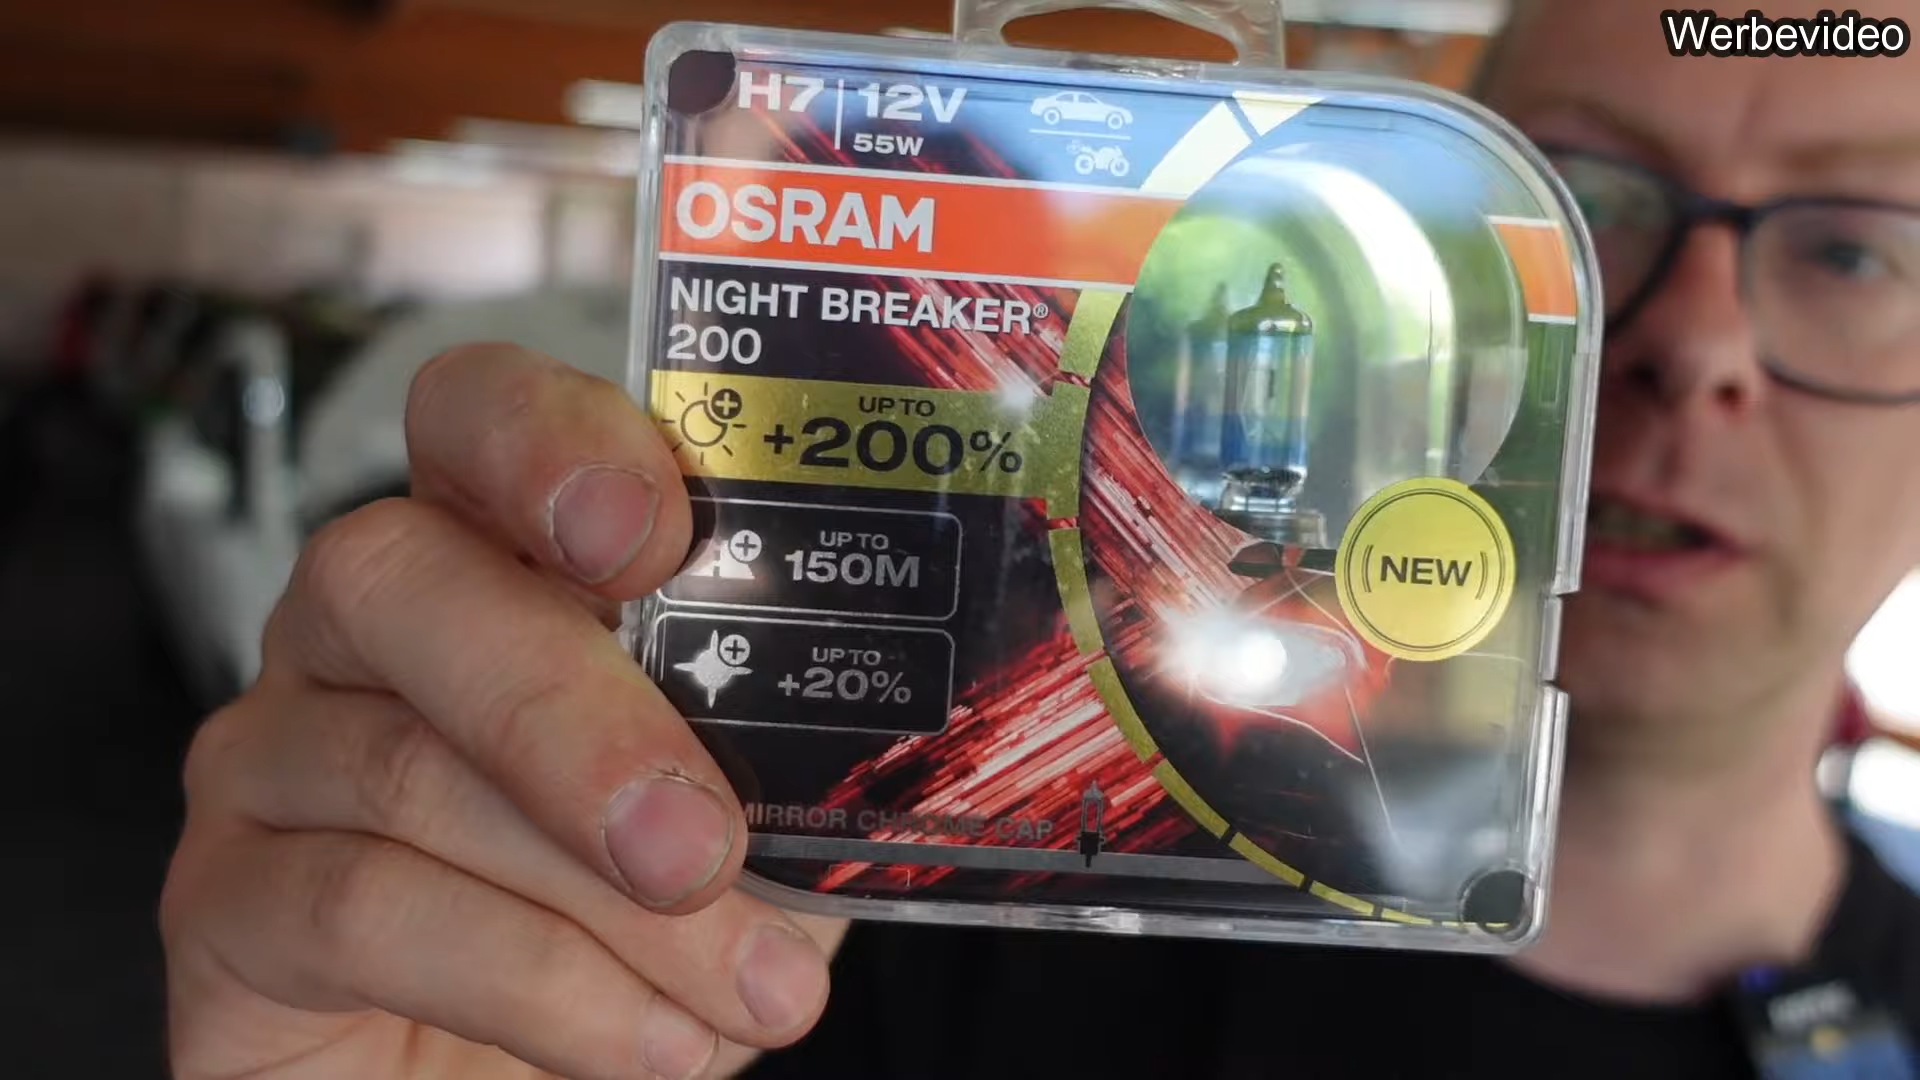 Werbevideo
H7 12V
55W
OSRAM
NIGHT BREAKER®
200
UP TO
+200%
UP TO
150M
UP TO
+20%
NEW
MIRROR CHROME CAP